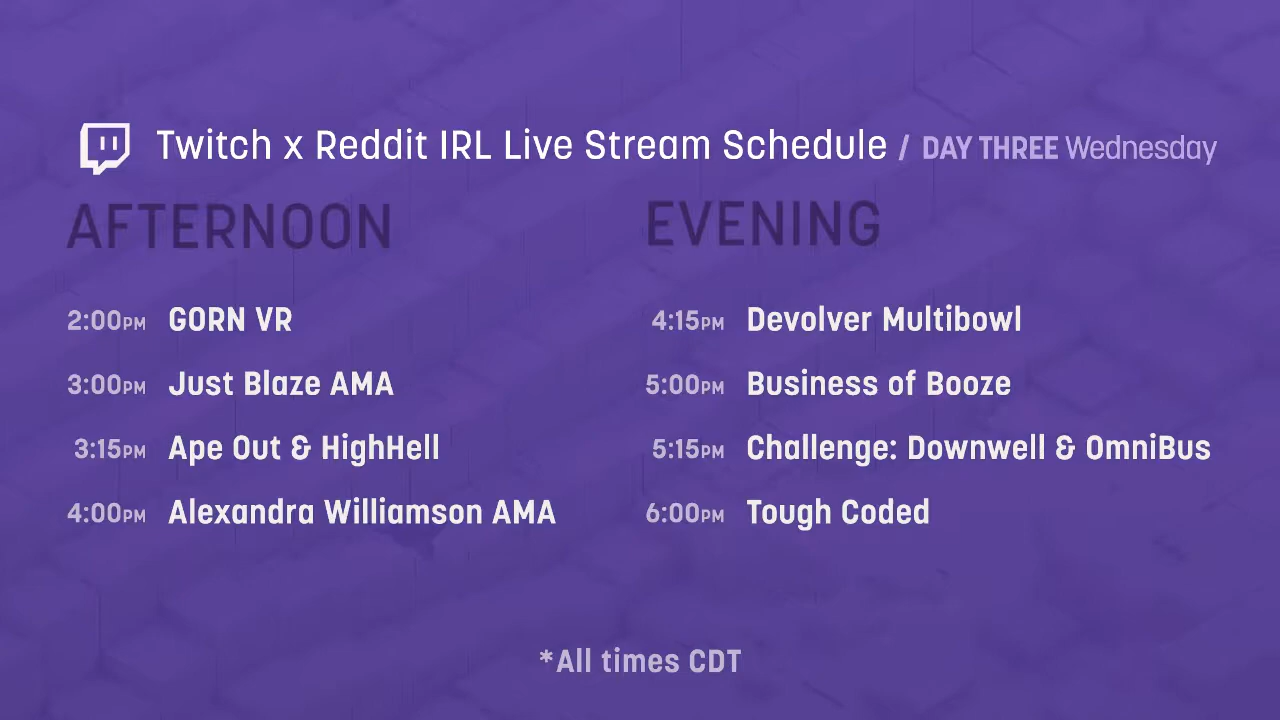 Twitch x Reddit IRL Live Stream Schedule / DAY THREE Wednesday
AFTERNOON
2:00PM GORN VR
3:00PM Just Blaze AMA
3:15PM Ape Out & HighHell
4:00PM Alexandra Williamson AMA
EVENING
4:15PM Devolver Multibowl
5:00PM Business of Booze
5:15PM Challenge: Downwell & OmniBus
6:00PM Tough Coded
*All times CDT